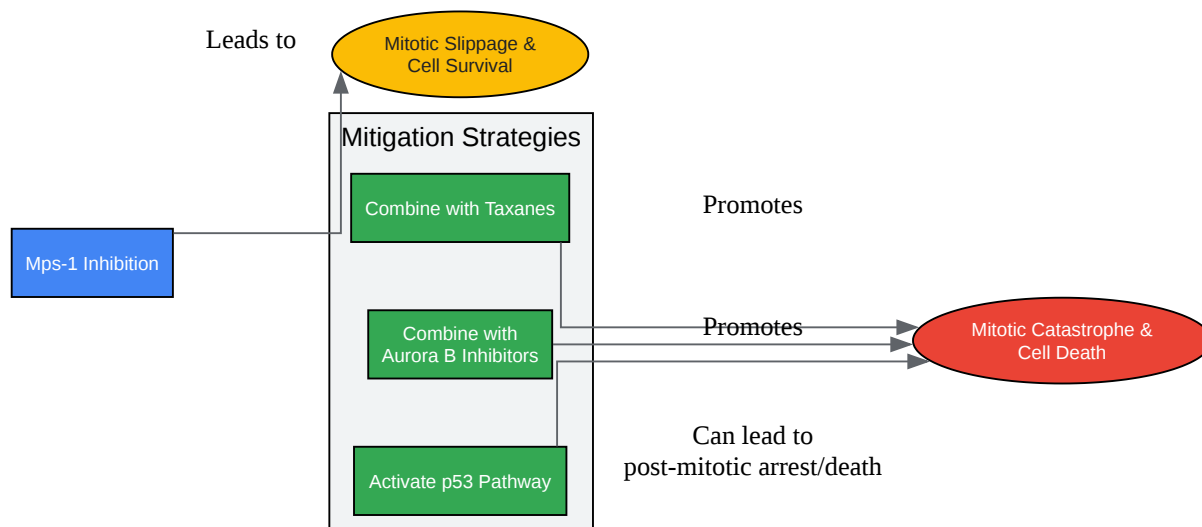 Leads to
Mitotic Slippage &
Cell Survival
Mitigation Strategies
Combine with Taxanes
Promotes
Mps-1 Inhibition
Combine with
Aurora B Inhibitors
Promotes
Mitotic Catastrophe &
Cell Death
Can lead to
post-mitotic arrest/death
Activate p53 Pathway